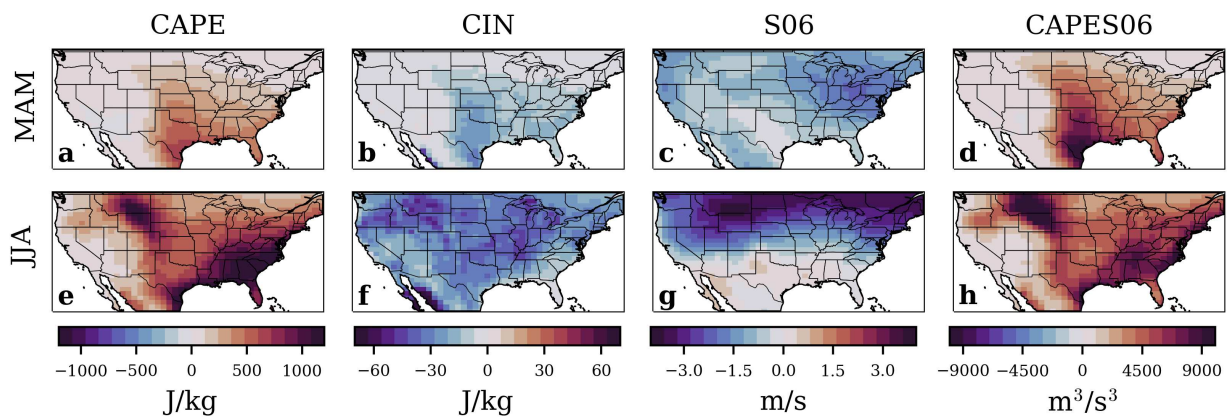 CAPE CIN S06 CAPES06
MAM
a b c d
JJA
e f g h
−1000 −500 0 500 1000 −60 −30 0 30 60 −3.0 −1.5 0.0 1.5 3.0 −9000 −4500 0 4500 9000
J/kg J/kg m/s m³/s³